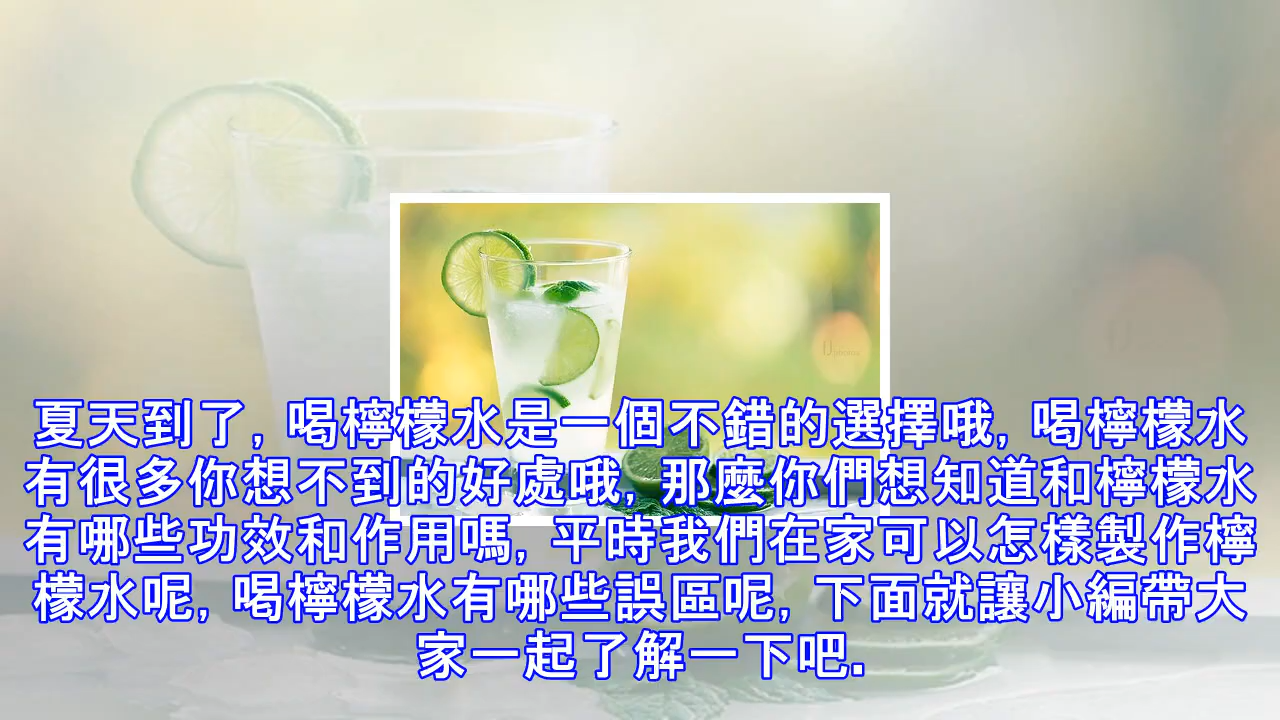 夏天到了, 喝檸檬水是一個不錯的選擇哦, 喝檸檬水
有很多你想不到的好處哦, 那麼你們想知道和檸檬水
有哪些功效和作用嗎, 平時我們在家可以怎樣製作檸
檬水呢, 喝檸檬水有哪些誤區呢, 下面就讓小編帶大
家一起了解一下吧.